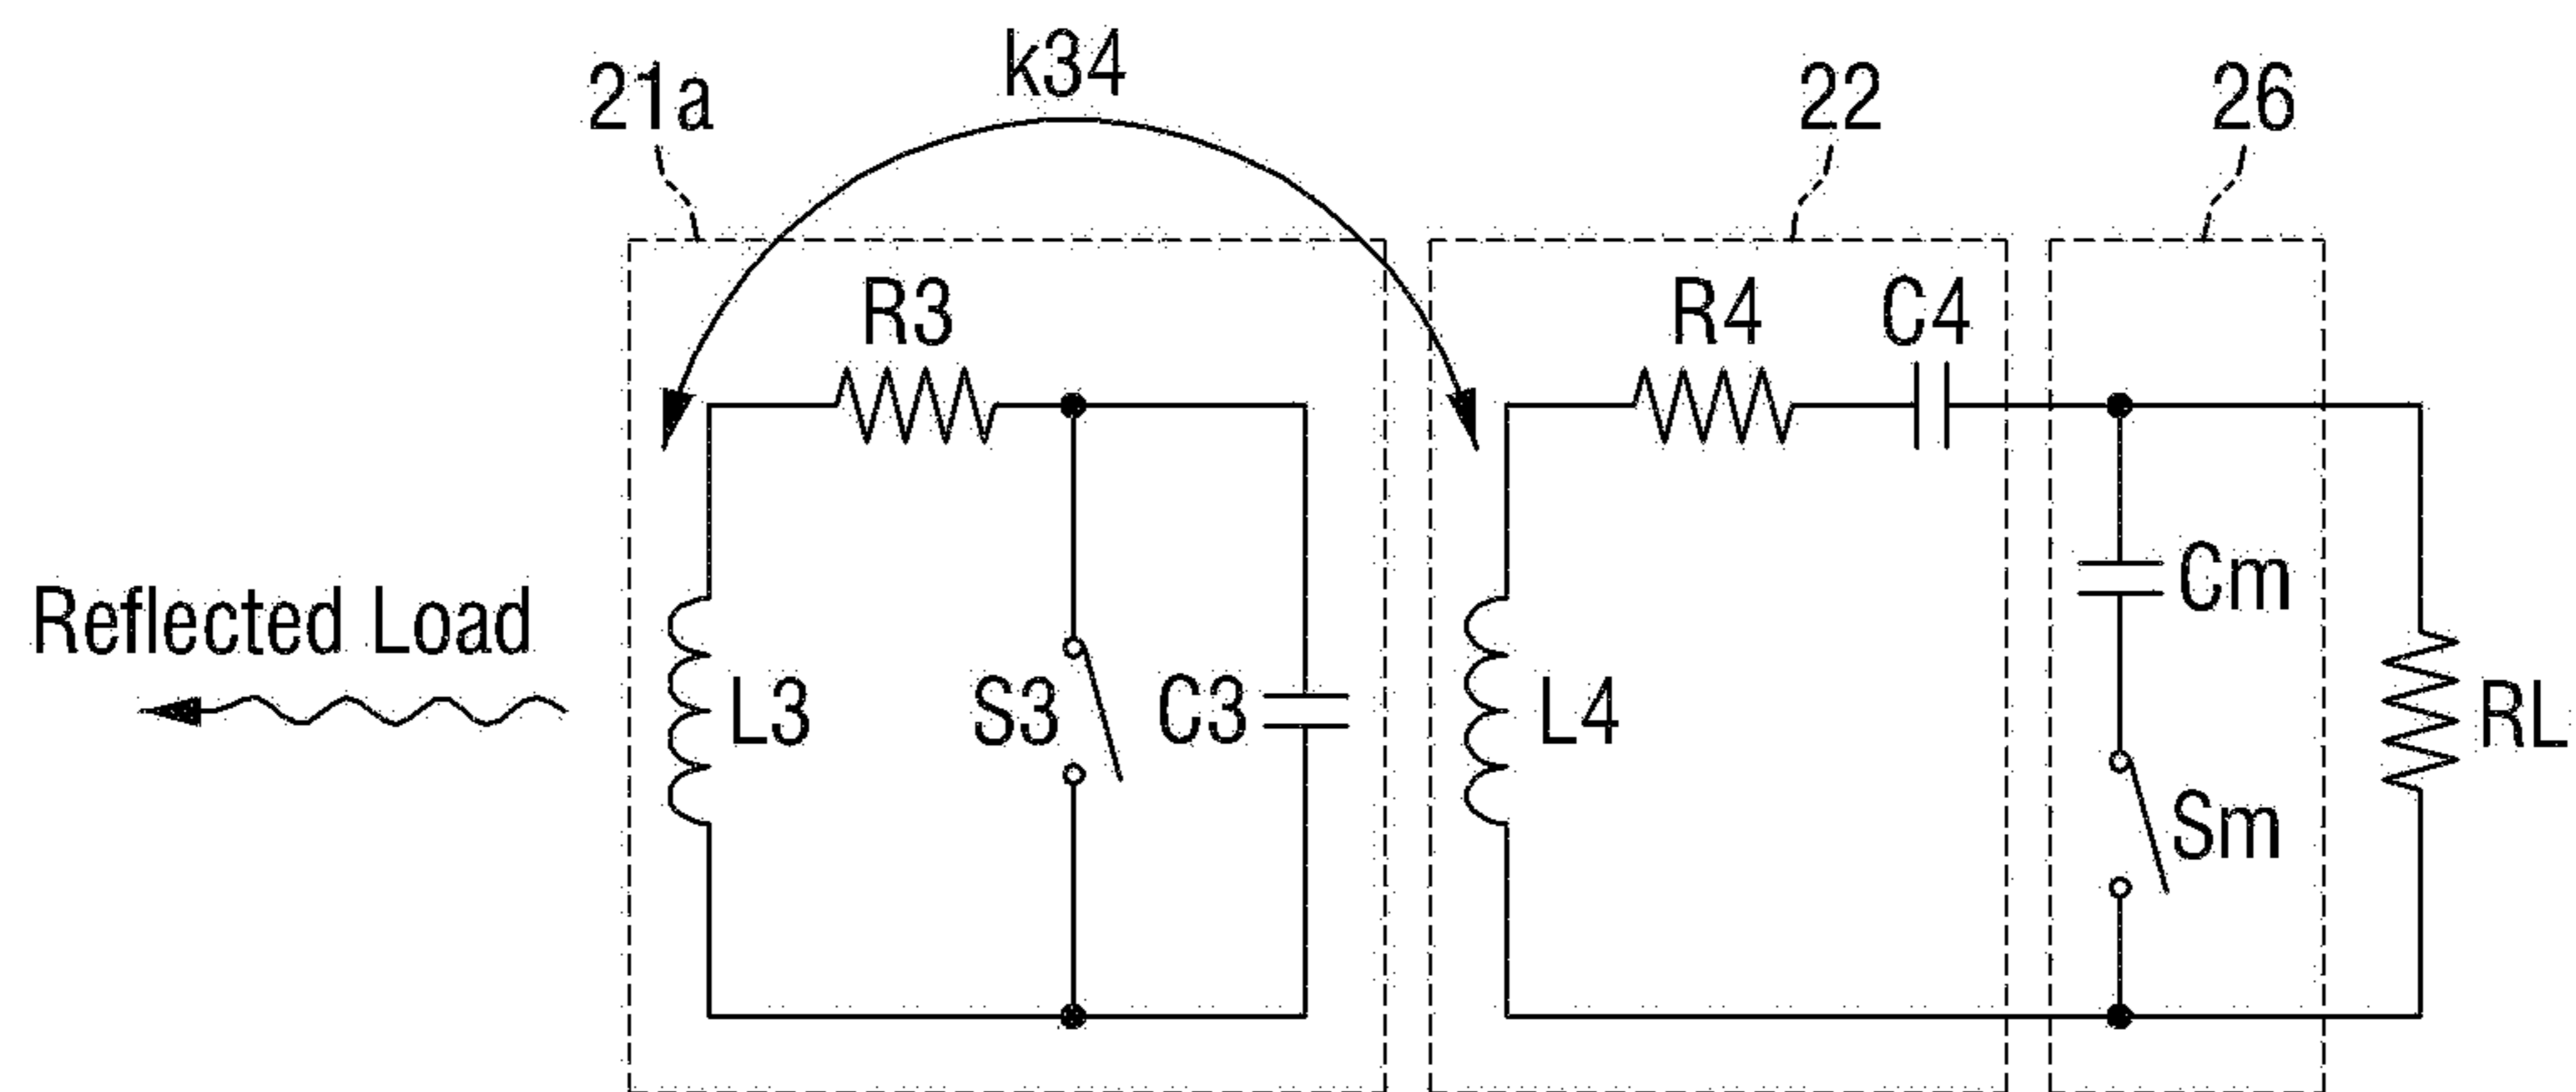 k34
21a
22
26
R3
R4
C4
Cm
Reflected Load
L3
S3
C3
L4
RL
Sm